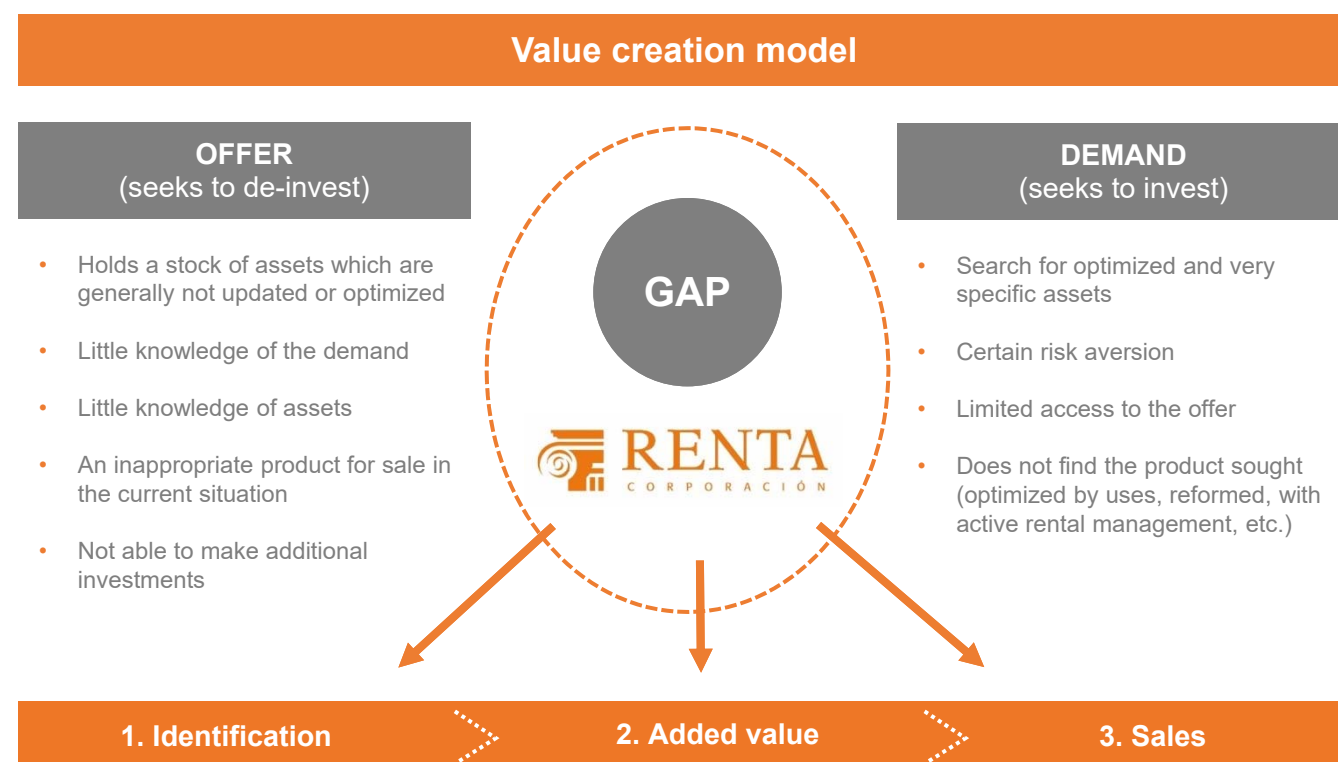 Value creation model
OFFER
(seeks to de-invest)
• Holds a stock of assets which are
generally not updated or optimized
• Little knowledge of the demand
• Little knowledge of assets
• An inappropriate product for sale in
the current situation
• Not able to make additional
investments
GAP
RENTA
CORPORACIÓN
DEMAND
(seeks to invest)
• Search for optimized and very
specific assets
• Certain risk aversion
• Limited access to the offer
• Does not find the product sought
(optimized by uses, reformed, with
active rental management, etc.)
1. Identification
2. Added value
3. Sales